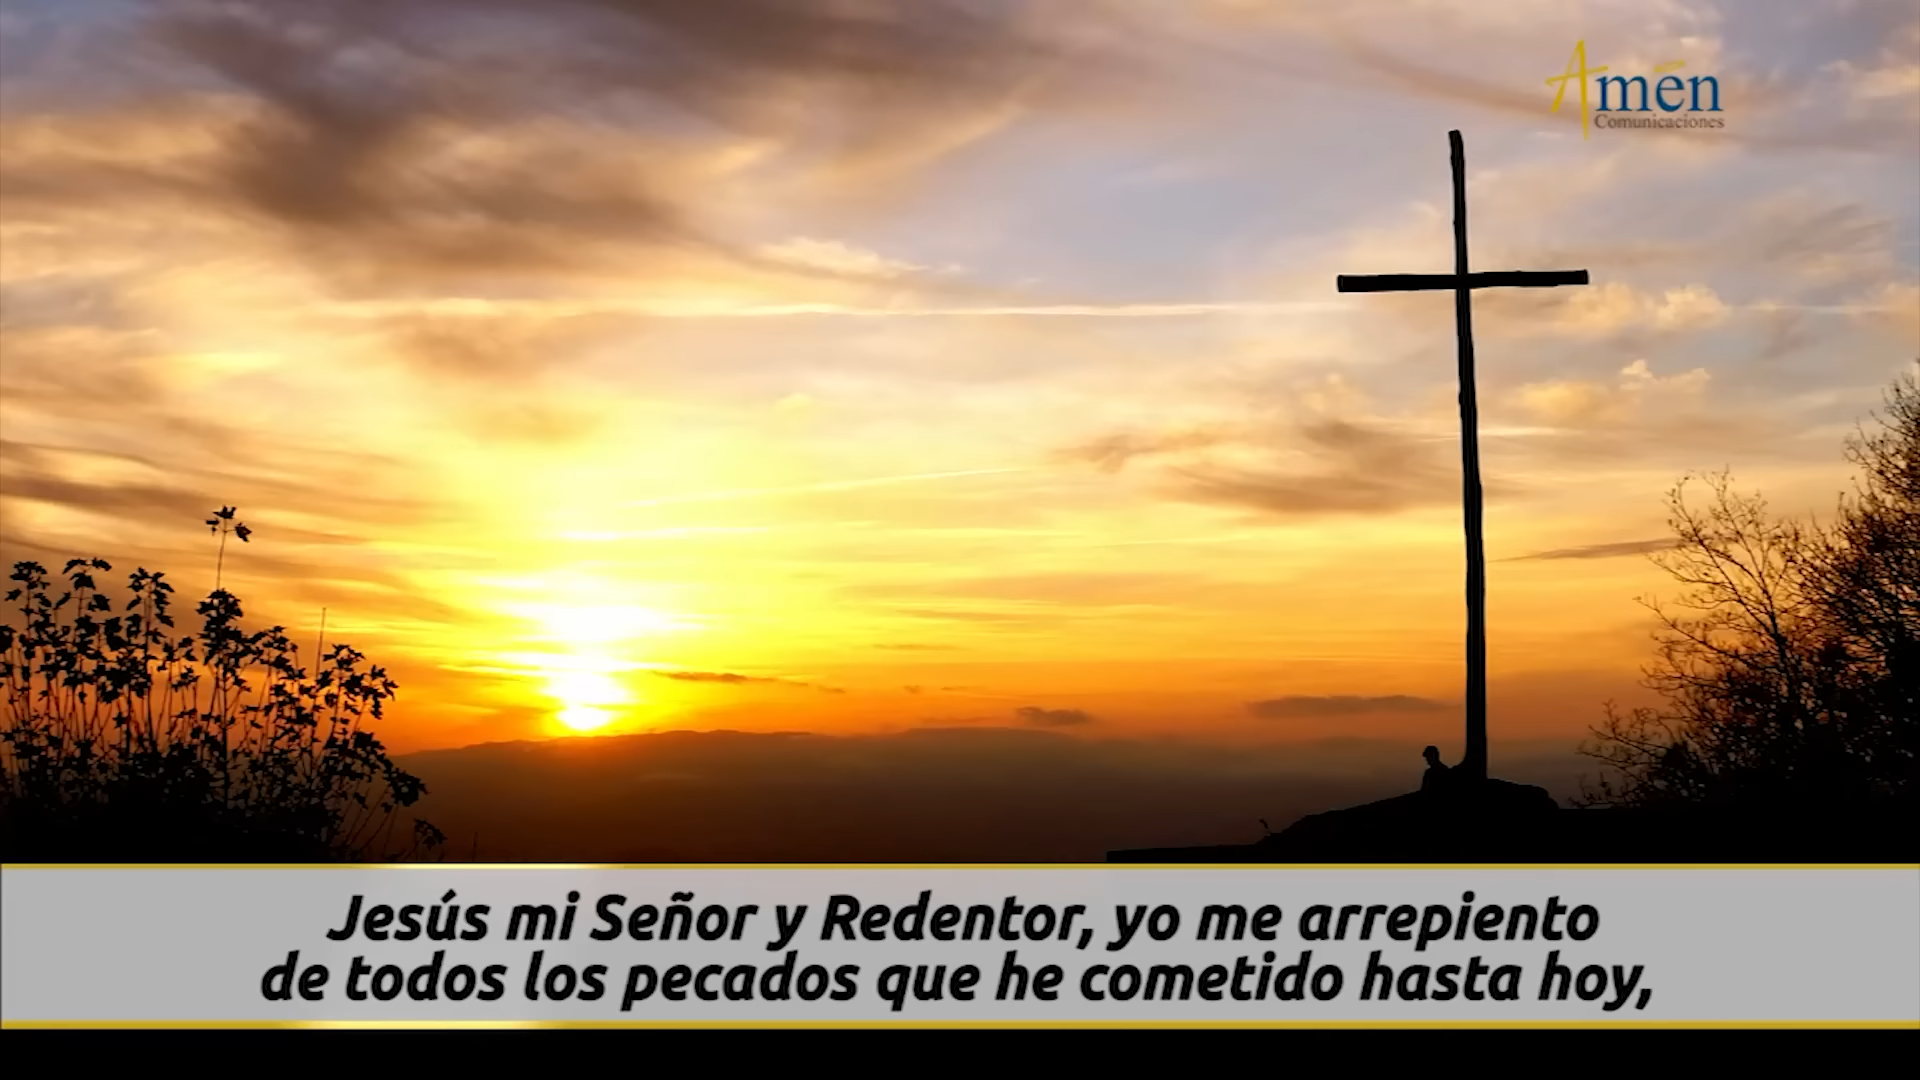 Amén
Comunicaciones
Jesús mi Señor y Redentor, yo me arrepiento
de todos los pecados que he cometido hasta hoy,